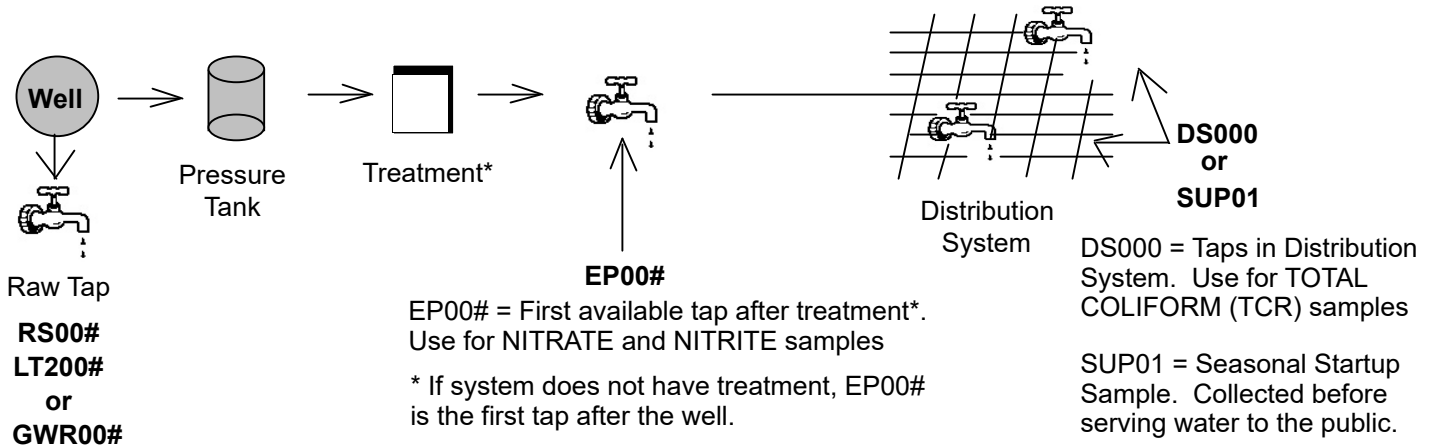 Well
Pressure
Tank
Treatment*
Raw Tap
RS00#
LT200#
or
GWR00#
EP00#
EP00# = First available tap after treatment*.
Use for NITRATE and NITRITE samples
* If system does not have treatment, EP00#
is the first tap after the well.
Distribution
System
DS000
or
SUP01
DS000 = Taps in Distribution
System. Use for TOTAL
COLIFORM (TCR) samples
SUP01 = Seasonal Startup
Sample. Collected before
serving water to the public.